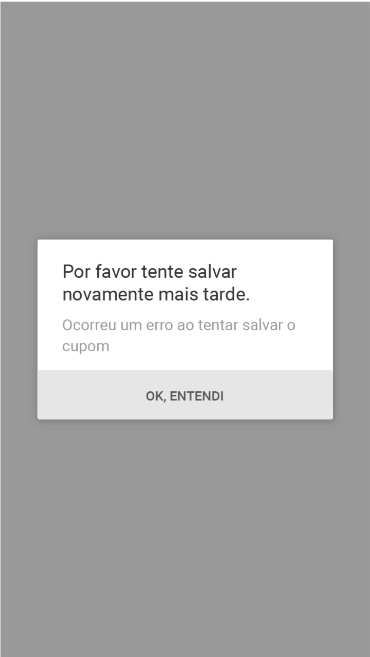 Por favor tente salvar
novamente mais tarde.
Ocorreu um erro ao tentar salvar o
cupom
OK, ENTENDI